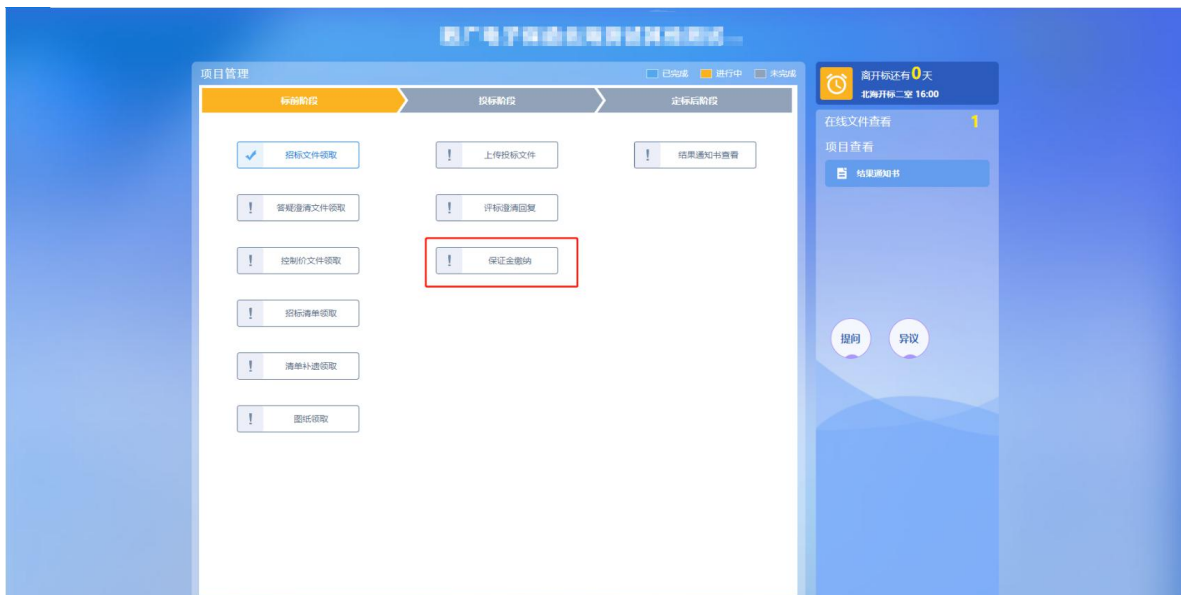 项目管理
已完成 进行中 未完成
标前阶段
投标阶段
定标后阶段
招标文件领取
上传投标文件
结果通知书查看
答疑澄清文件领取
评标澄清回复
控制价文件领取
保证金缴纳
招标清单领取
清单补遗领取
图纸领取
离开标还有0天
北海开标二室 16:00
在线文件查看 1
项目查看
结果通知书
提问
异议